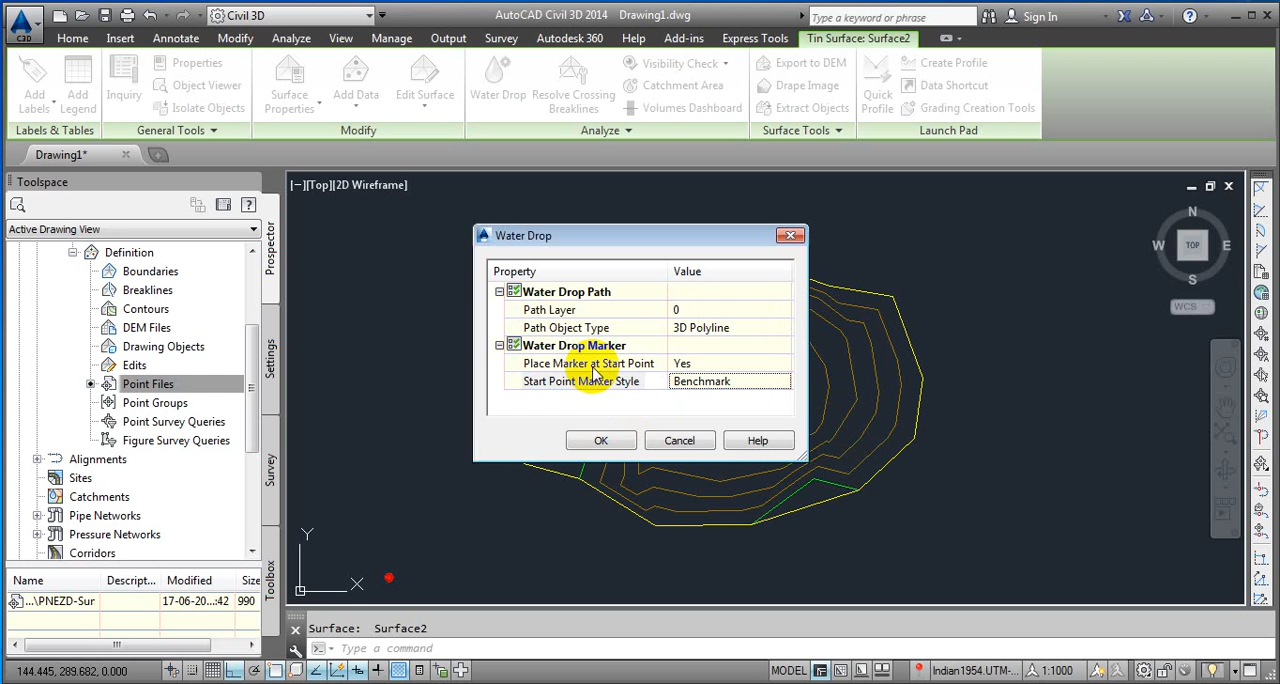 Civil 3D
AutoCAD Civil 3D 2014 Drawing1.dwg
Type a keyword or phrase
Sign In
C3D
Home Insert Annotate Modify Analyze View Manage Output Survey Autodesk 360 Help Add-ins Express Tools Tin Surface: Surface2
Add Labels
Add Legend
Inquiry
Properties
Object Viewer
Isolate Objects
Surface Properties
Add Data
Edit Surface
Water Drop
Resolve Crossing Breaklines
Visibility Check
Catchment Area
Volumes Dashboard
Export to DEM
Drape Image
Extract Objects
Quick Profile
Create Profile
Data Shortcut
Grading Creation Tools
Labels & Tables General Tools Modify Analyze Surface Tools Launch Pad
Drawing1*
Toolspace
Active Drawing View
Definition
Boundaries
Breaklines
Contours
DEM Files
Drawing Objects
Edits
Point Files
Point Groups
Point Survey Queries
Figure Survey Queries
Alignments
Sites
Catchments
Pipe Networks
Pressure Networks
Corridors
Prospector
Settings
Survey
Toolbox
Name Descript... Modified Size
...\PNEZD-Sur 17-06-20...:42 990
[−][Top][2D Wireframe]
N
W TOP E
S
WCS
Water Drop
Property Value
Water Drop Path
Path Layer 0
Path Object Type 3D Polyline
Water Drop Marker
Place Marker at Start Point Yes
Start Point Marker Style Benchmark
OK Cancel Help
Y
X
Surface: Surface2
Type a command
144.445, 289.682, 0.000
MODEL
Indian1954.UTM-...
1:1000